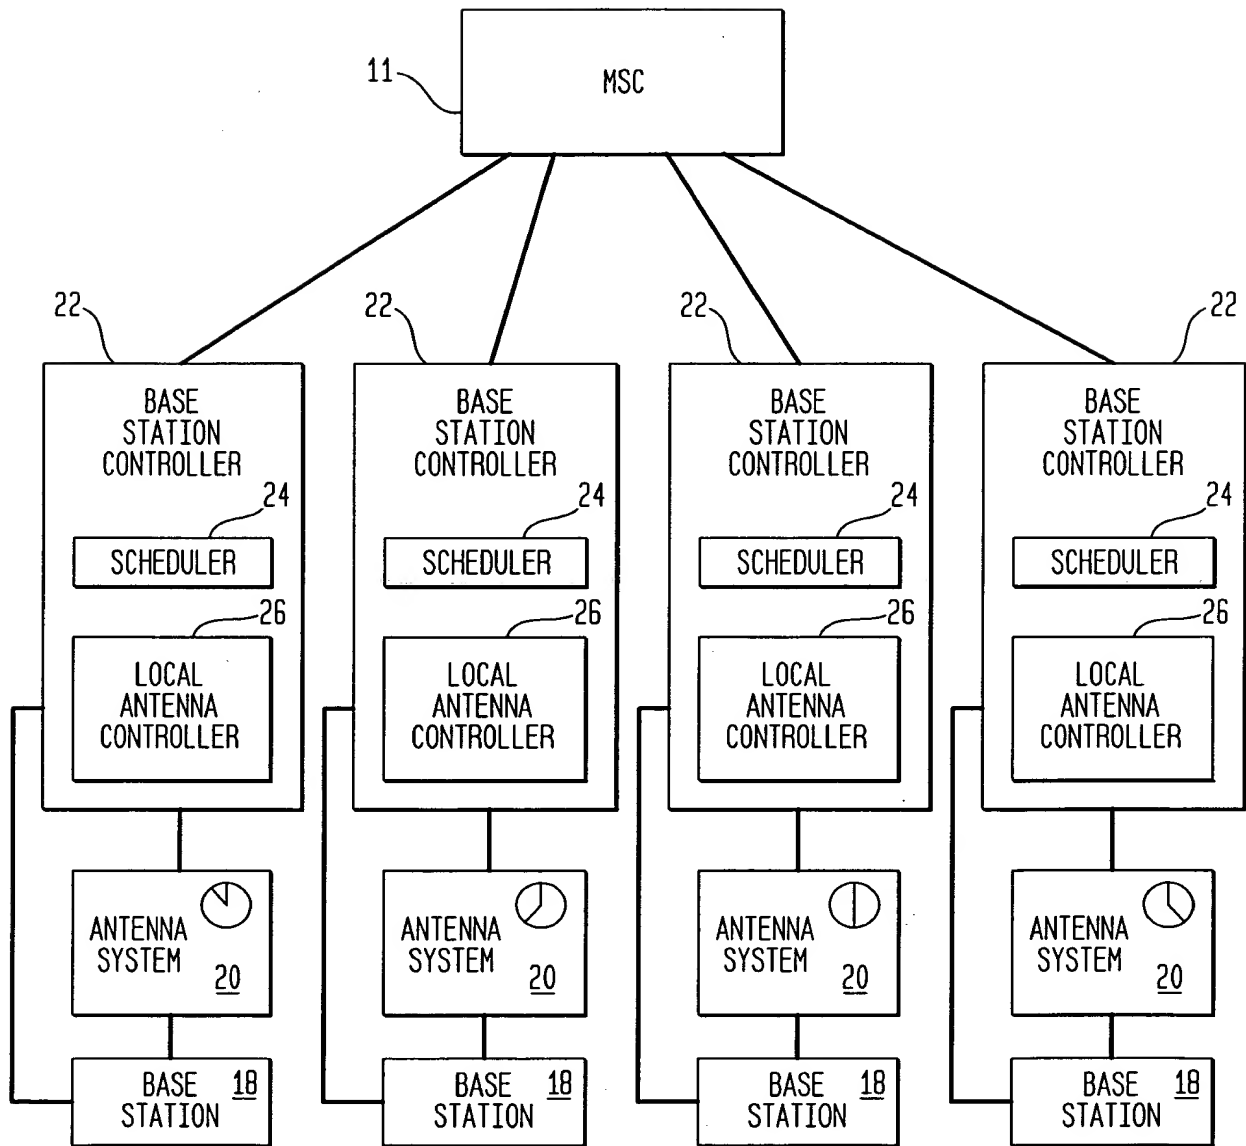 MSC
11
22
22
22
22
BASE
STATION
CONTROLLER
24
SCHEDULER
26
LOCAL
ANTENNA
CONTROLLER
ANTENNA
SYSTEM
20
BASE
STATION
18
BASE
STATION
CONTROLLER
24
SCHEDULER
26
LOCAL
ANTENNA
CONTROLLER
ANTENNA
SYSTEM
20
BASE
STATION
18
BASE
STATION
CONTROLLER
24
SCHEDULER
26
LOCAL
ANTENNA
CONTROLLER
ANTENNA
SYSTEM
20
BASE
STATION
18
BASE
STATION
CONTROLLER
24
SCHEDULER
26
LOCAL
ANTENNA
CONTROLLER
ANTENNA
SYSTEM
20
BASE
STATION
18